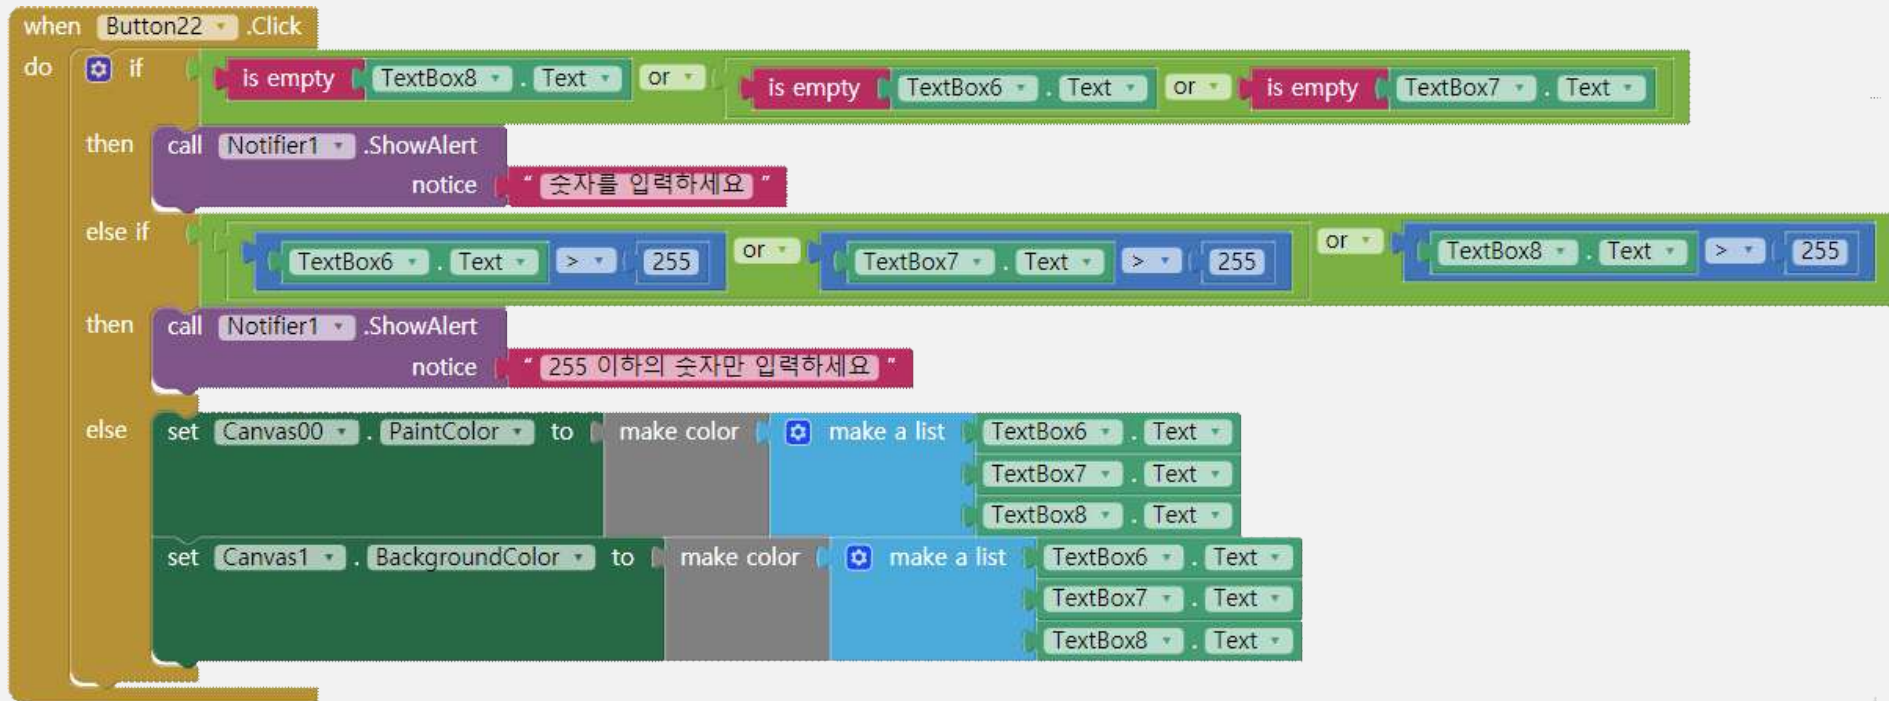 when Button22 .Click
do if is empty TextBox8 . Text or is empty TextBox6 . Text or is empty TextBox7 . Text
then call Notifier1 .ShowAlert
notice " 숫자를 입력하세요 "
else if TextBox6 . Text > 255 or TextBox7 . Text > 255 or TextBox8 . Text > 255
then call Notifier1 .ShowAlert
notice " 255 이하의 숫자만 입력하세요 "
else set Canvas00 . PaintColor to make color make a list TextBox6 . Text
TextBox7 . Text
TextBox8 . Text
set Canvas1 . BackgroundColor to make color make a list TextBox6 . Text
TextBox7 . Text
TextBox8 . Text